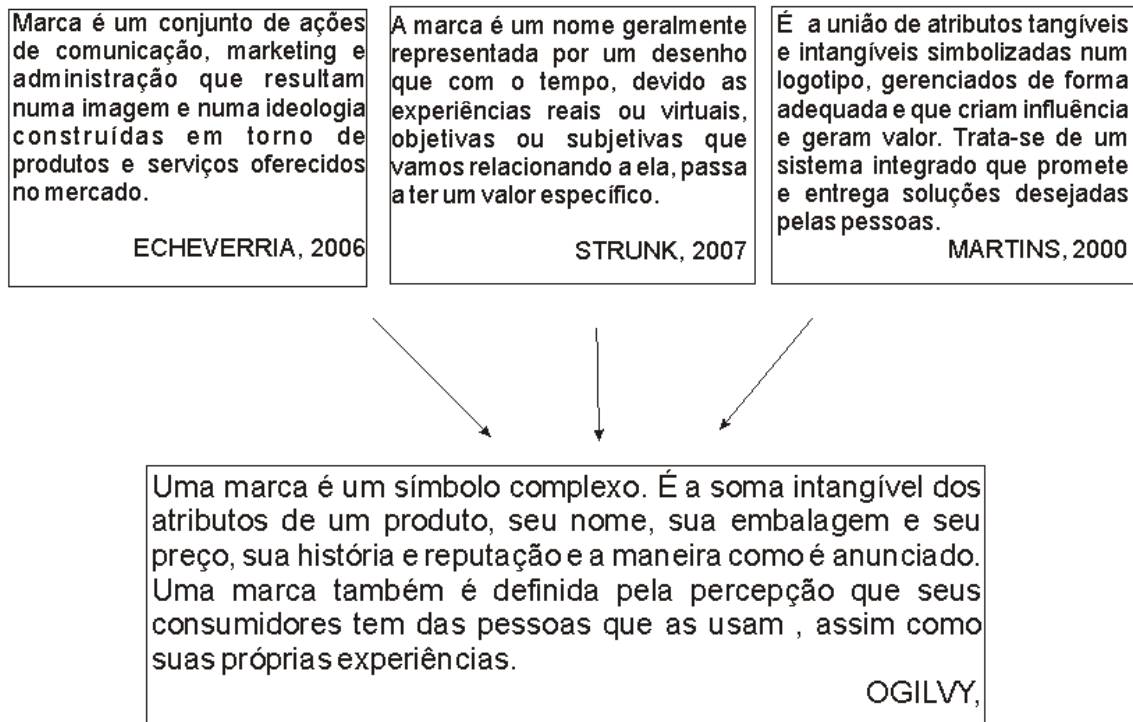 Marca é um conjunto de ações
de comunicação, marketing e
administração que resultam
numa imagem e numa ideologia
construídas em torno de
produtos e serviços oferecidos
no mercado.
ECHEVERRIA, 2006
A marca é um nome geralmente
representada por um desenho
que com o tempo, devido as
experiências reais ou virtuais,
objetivas ou subjetivas que
vamos relacionando a ela, passa
a ter um valor específico.
STRUNK, 2007
É a união de atributos tangíveis
e intangíveis simbolizadas num
logotipo, gerenciados de forma
adequada e que criam influência
e geram valor. Trata-se de um
sistema integrado que promete
e entrega soluções desejadas
pelas pessoas.
MARTINS, 2000
Uma marca é um símbolo complexo. É a soma intangível dos
atributos de um produto, seu nome, sua embalagem e seu
preço, sua história e reputação e a maneira como é anunciado.
Uma marca também é definida pela percepção que seus
consumidores tem das pessoas que as usam , assim como
suas próprias experiências.
OGILVY,